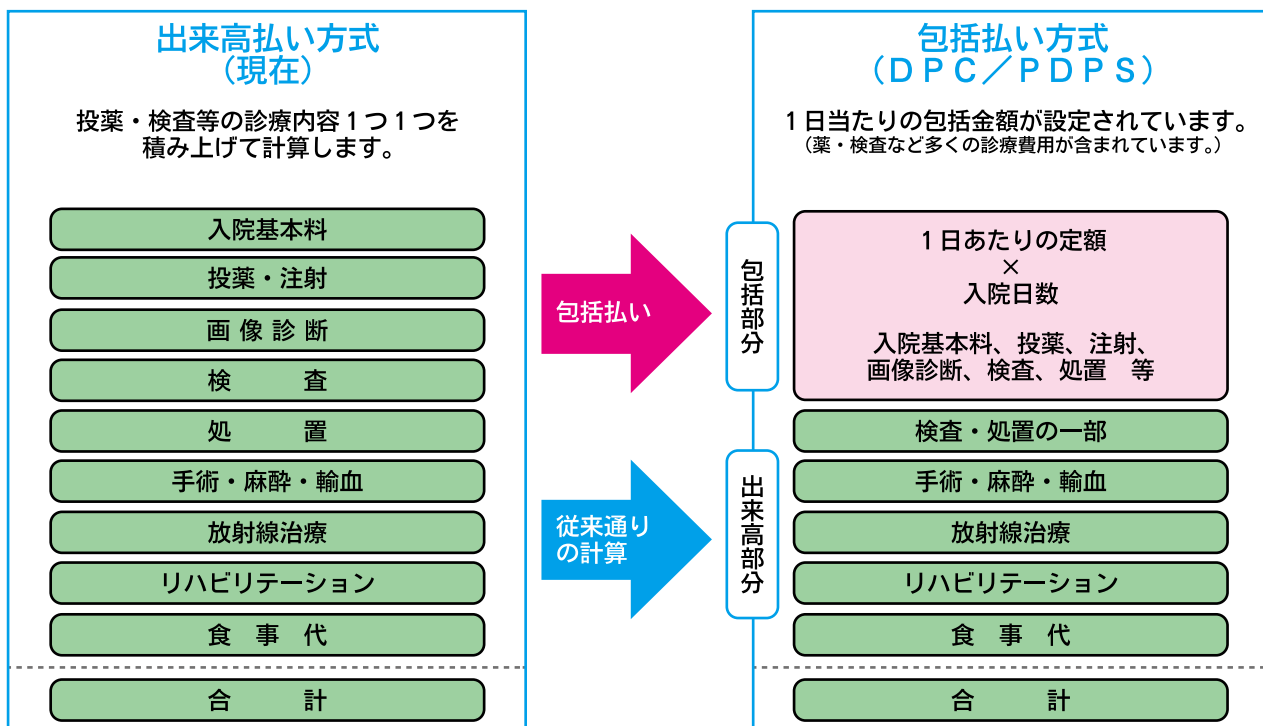 出来高払い方式
（現在）
投薬・検査等の診療内容１つ１つを
積み上げて計算します。
入院基本料
投薬・注射
画像診断
検査
処置
手術・麻酔・輸血
放射線治療
リハビリテーション
食事代
合計
包括払い
従来通り
の計算
包括払い方式
（ＤＰＣ／ＰＤＰＳ）
１日当たりの包括金額が設定されています。
（薬・検査など多くの診療費用が含まれています。）
包括部分
１日あたりの定額
×
入院日数
入院基本料、投薬、注射、
画像診断、検査、処置　等
出来高部分
検査・処置の一部
手術・麻酔・輸血
放射線治療
リハビリテーション
食事代
合計